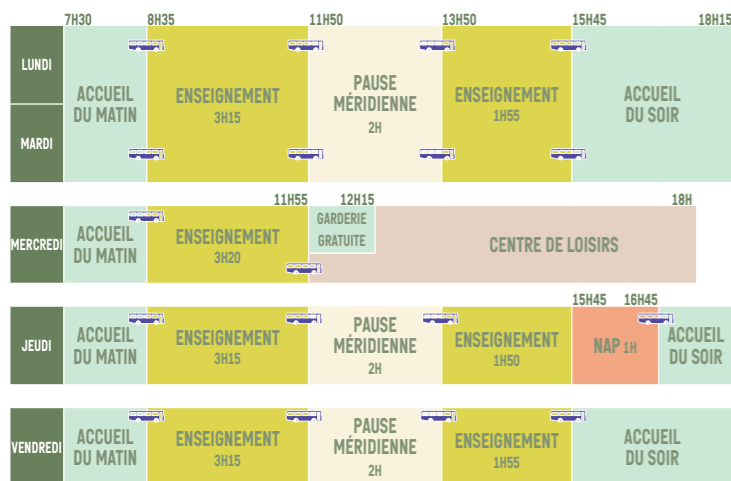 7H30 8H35 11H50 13H50 15H45 18H15
LUNDI
MARDI
ACCUEIL
DU MATIN
ENSEIGNEMENT
3H15
PAUSE
MÉRIDIENNE
2H
ENSEIGNEMENT
1H55
ACCUEIL
DU SOIR
11H55 12H15 18H
MERCREDI
ACCUEIL
DU MATIN
ENSEIGNEMENT
3H20
GARDERIE
GRATUITE
CENTRE DE LOISIRS
15H45 16H45
JEUDI
ACCUEIL
DU MATIN
ENSEIGNEMENT
3H15
PAUSE
MÉRIDIENNE
2H
ENSEIGNEMENT
1H50
NAP 1H
ACCUEIL
DU SOIR
VENDREDI
ACCUEIL
DU MATIN
ENSEIGNEMENT
3H15
PAUSE
MÉRIDIENNE
2H
ENSEIGNEMENT
1H55
ACCUEIL
DU SOIR